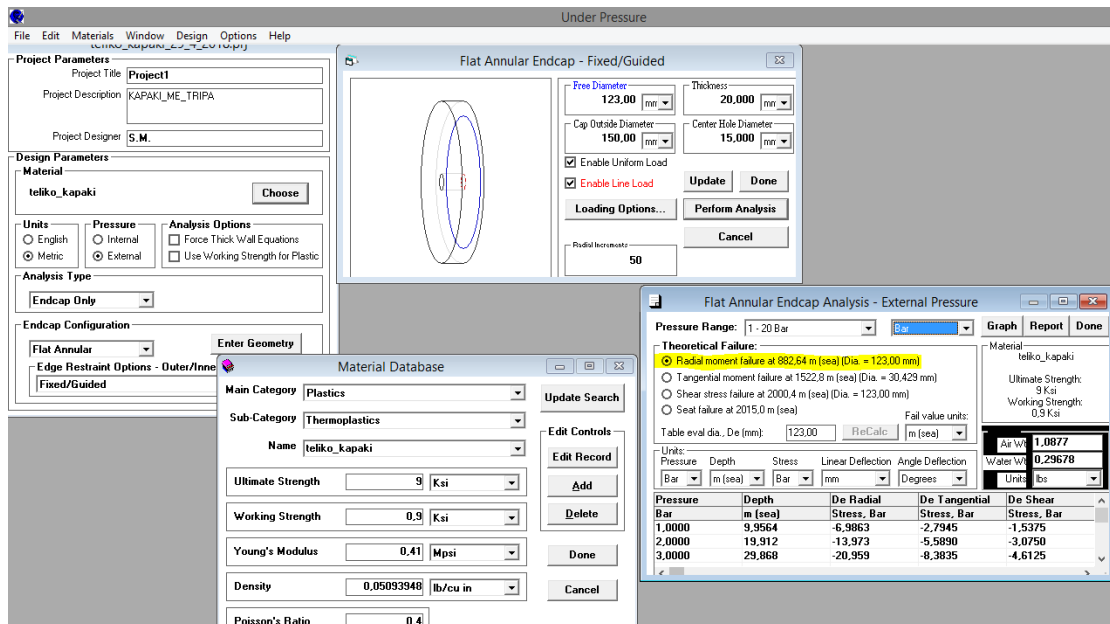 Under Pressure
File Edit Materials Window Design Options Help
teliko_kapaki_29_4_2018.prj
Project Parameters
Project Title Project1
Project Description KAPAKI_ME_TRIPA
Project Designer S.M.
Design Parameters
Material
teliko_kapaki Choose
Units Pressure Analysis Options
English Internal Force Thick Wall Equations
Metric External Use Working Strength for Plastic
Analysis Type
Endcap Only
Endcap Configuration
Flat Annular Enter Geometry
Edge Restraint Options - Outer/Inne
Fixed/Guided
Flat Annular Endcap - Fixed/Guided
Free Diameter Thickness
123,00 mm 20,000 mm
Cap Outside Diameter Center Hole Diameter
150,00 mm 15,000 mm
Enable Uniform Load
Enable Line Load Update Done
Loading Options... Perform Analysis
Cancel
Radial Increments
50
Material Database
Main Category Plastics Update Search
Sub-Category Thermoplastics
Edit Controls
Name teliko_kapaki Edit Record
Ultimate Strength 9 Ksi Add
Working Strength 0,9 Ksi Delete
Young's Modulus 0,41 Mpsi Done
Density 0,05093948 lb/cu in Cancel
Poisson's Ratio 0,4
Flat Annular Endcap Analysis - External Pressure
Pressure Range: 1 - 20 Bar Bar Graph Report Done
Theoretical Failure:
Radial moment failure at 882,64 m (sea) (Dia. = 123,00 mm)
Tangential moment failure at 1522,8 m (sea) (Dia. = 30,429 mm)
Shear stress failure at 2000,4 m (sea) (Dia. = 123,00 mm)
Seat failure at 2015,0 m (sea)
Fail value units:
Table eval dia., De (mm): 123,00 ReCalc m (sea)
Material
teliko_kapaki
Ultimate Strength:
9 Ksi
Working Strength:
0,9 Ksi
Units:
Pressure Depth Stress Linear Deflection Angle Deflection
Bar m (sea) Bar mm Degrees
Air Wt 1,0877
Water Wt 0,29678
Units lbs
Pressure Depth De Radial De Tangential De Shear
Bar m (sea) Stress, Bar Stress, Bar Stress, Bar
1,0000 9,9564 -6,9863 -2,7945 -1,5375
2,0000 19,912 -13,973 -5,5890 -3,0750
3,0000 29,868 -20,959 -8,3835 -4,6125